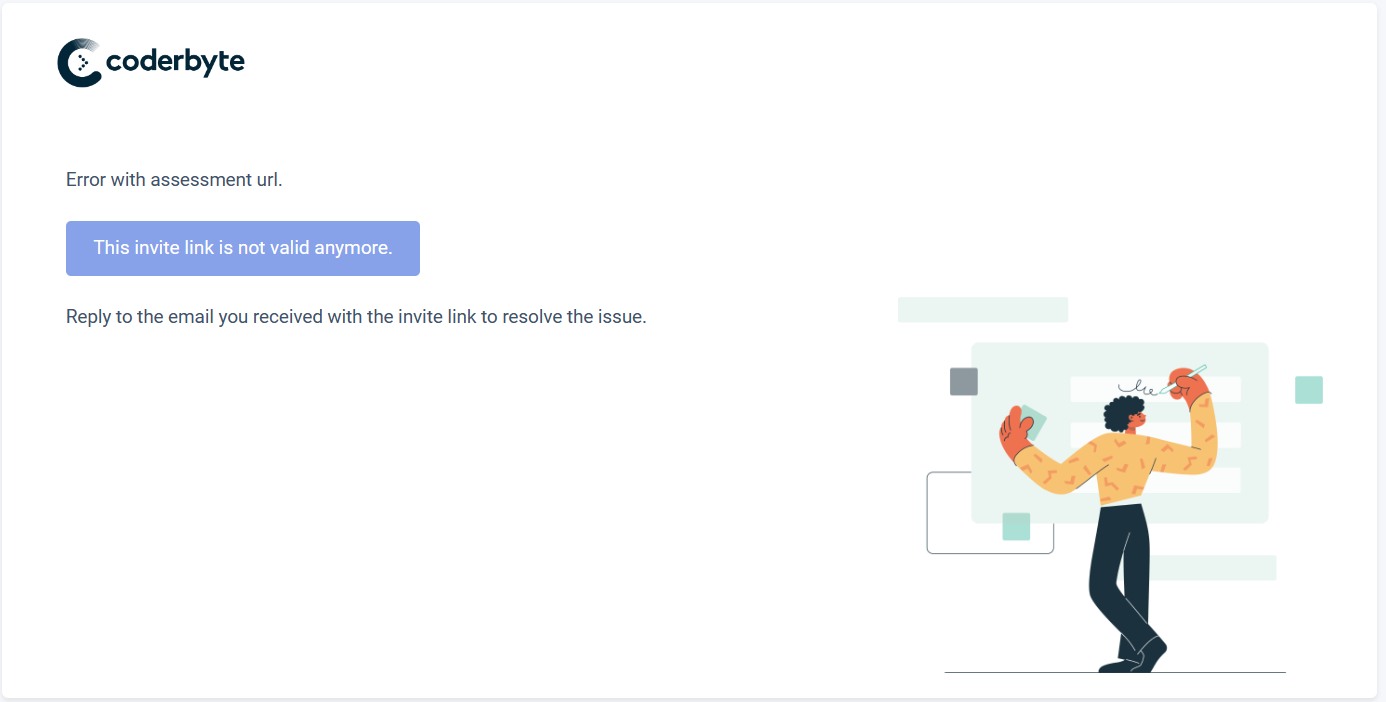 coderbyte
Error with assessment url.
This invite link is not valid anymore.
Reply to the email you received with the invite link to resolve the issue.